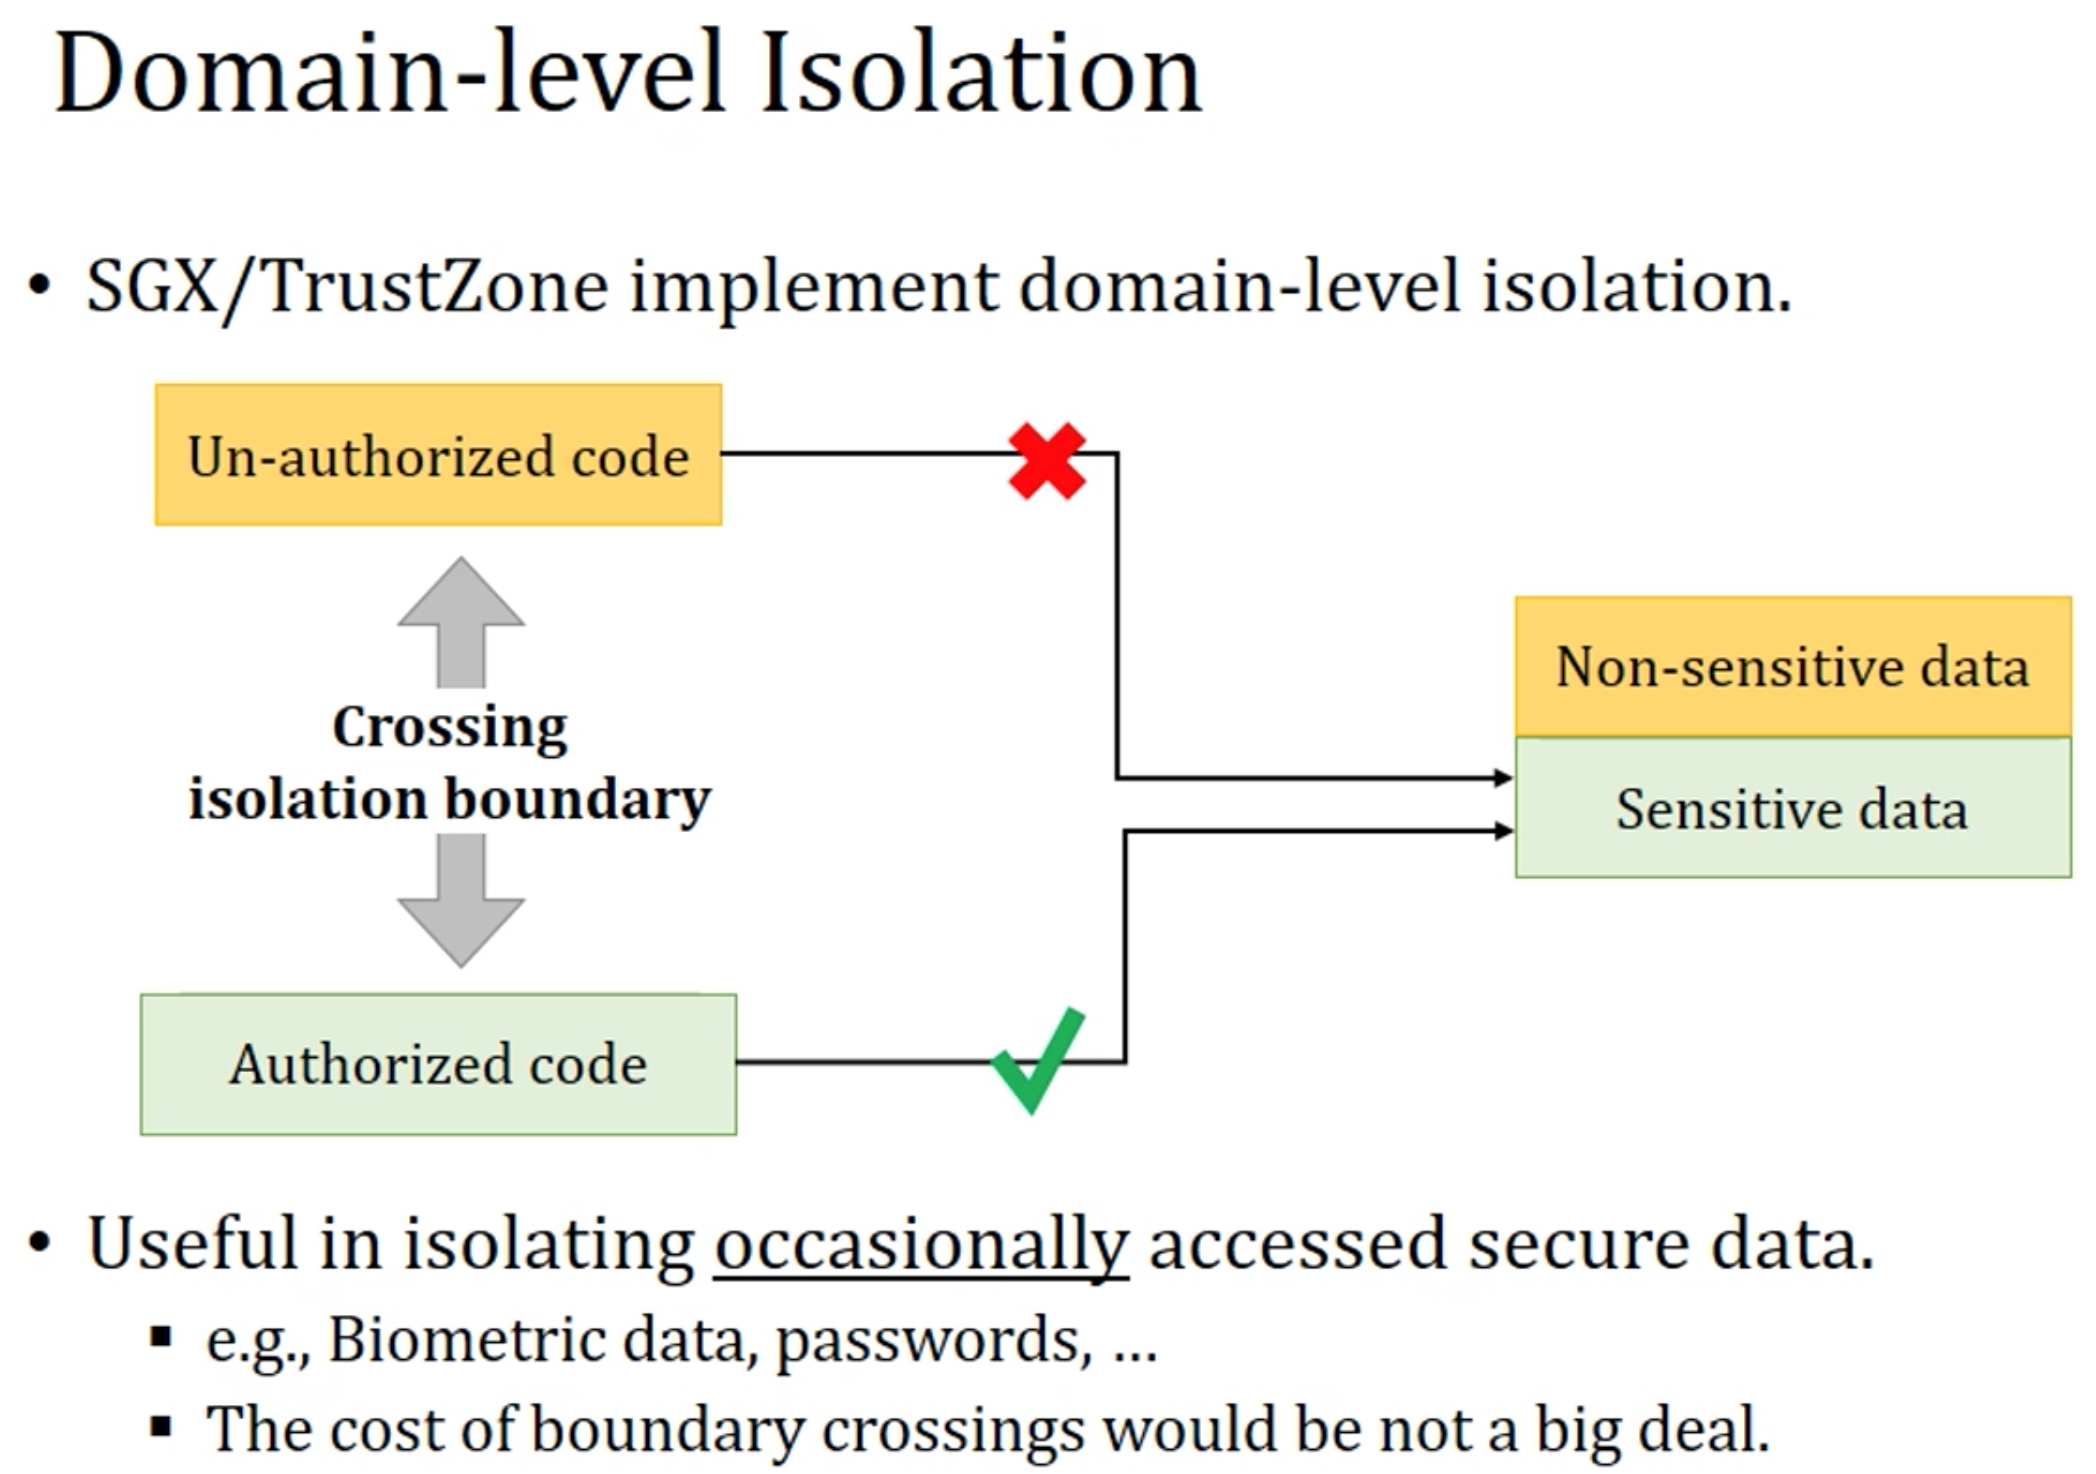 Domain-level Isolation
• SGX/TrustZone implement domain-level isolation.
Un-authorized code
Crossing
isolation boundary
Authorized code
Non-sensitive data
Sensitive data
• Useful in isolating occasionally accessed secure data.
▪ e.g., Biometric data, passwords, ...
▪ The cost of boundary crossings would be not a big deal.